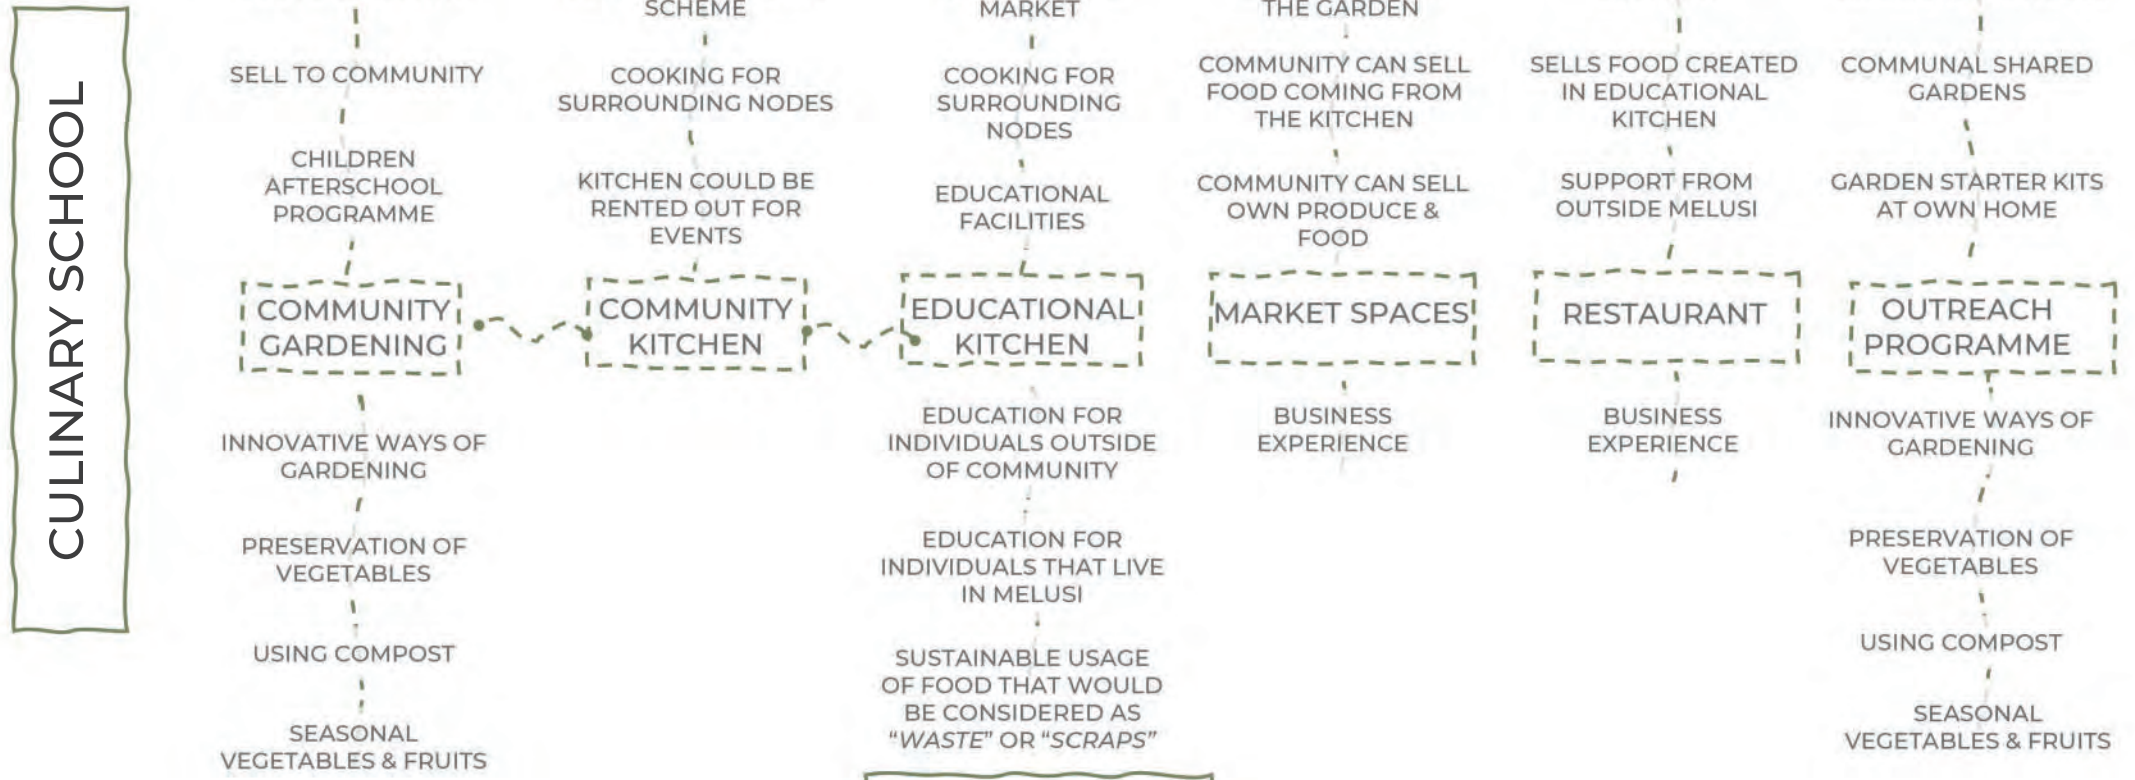 CULINARY SCHOOL
SELL TO COMMUNITY
CHILDREN
AFTERSCHOOL
PROGRAMME
COMMUNITY
GARDENING
INNOVATIVE WAYS OF
GARDENING
PRESERVATION OF
VEGETABLES
USING COMPOST
SEASONAL
VEGETABLES & FRUITS
SCHEME
COOKING FOR
SURROUNDING NODES
KITCHEN COULD BE
RENTED OUT FOR
EVENTS
COMMUNITY
KITCHEN
MARKET
COOKING FOR
SURROUNDING
NODES
EDUCATIONAL
FACILITIES
EDUCATIONAL
KITCHEN
EDUCATION FOR
INDIVIDUALS OUTSIDE
OF COMMUNITY
EDUCATION FOR
INDIVIDUALS THAT LIVE
IN MELUSI
SUSTAINABLE USAGE
OF FOOD THAT WOULD
BE CONSIDERED AS
“WASTE” OR “SCRAPS”
THE GARDEN
COMMUNITY CAN SELL
FOOD COMING FROM
THE KITCHEN
COMMUNITY CAN SELL
OWN PRODUCE &
FOOD
MARKET SPACES
BUSINESS
EXPERIENCE
SELLS FOOD CREATED
IN EDUCATIONAL
KITCHEN
SUPPORT FROM
OUTSIDE MELUSI
RESTAURANT
BUSINESS
EXPERIENCE
COMMUNAL SHARED
GARDENS
GARDEN STARTER KITS
AT OWN HOME
OUTREACH
PROGRAMME
INNOVATIVE WAYS OF
GARDENING
PRESERVATION OF
VEGETABLES
USING COMPOST
SEASONAL
VEGETABLES & FRUITS